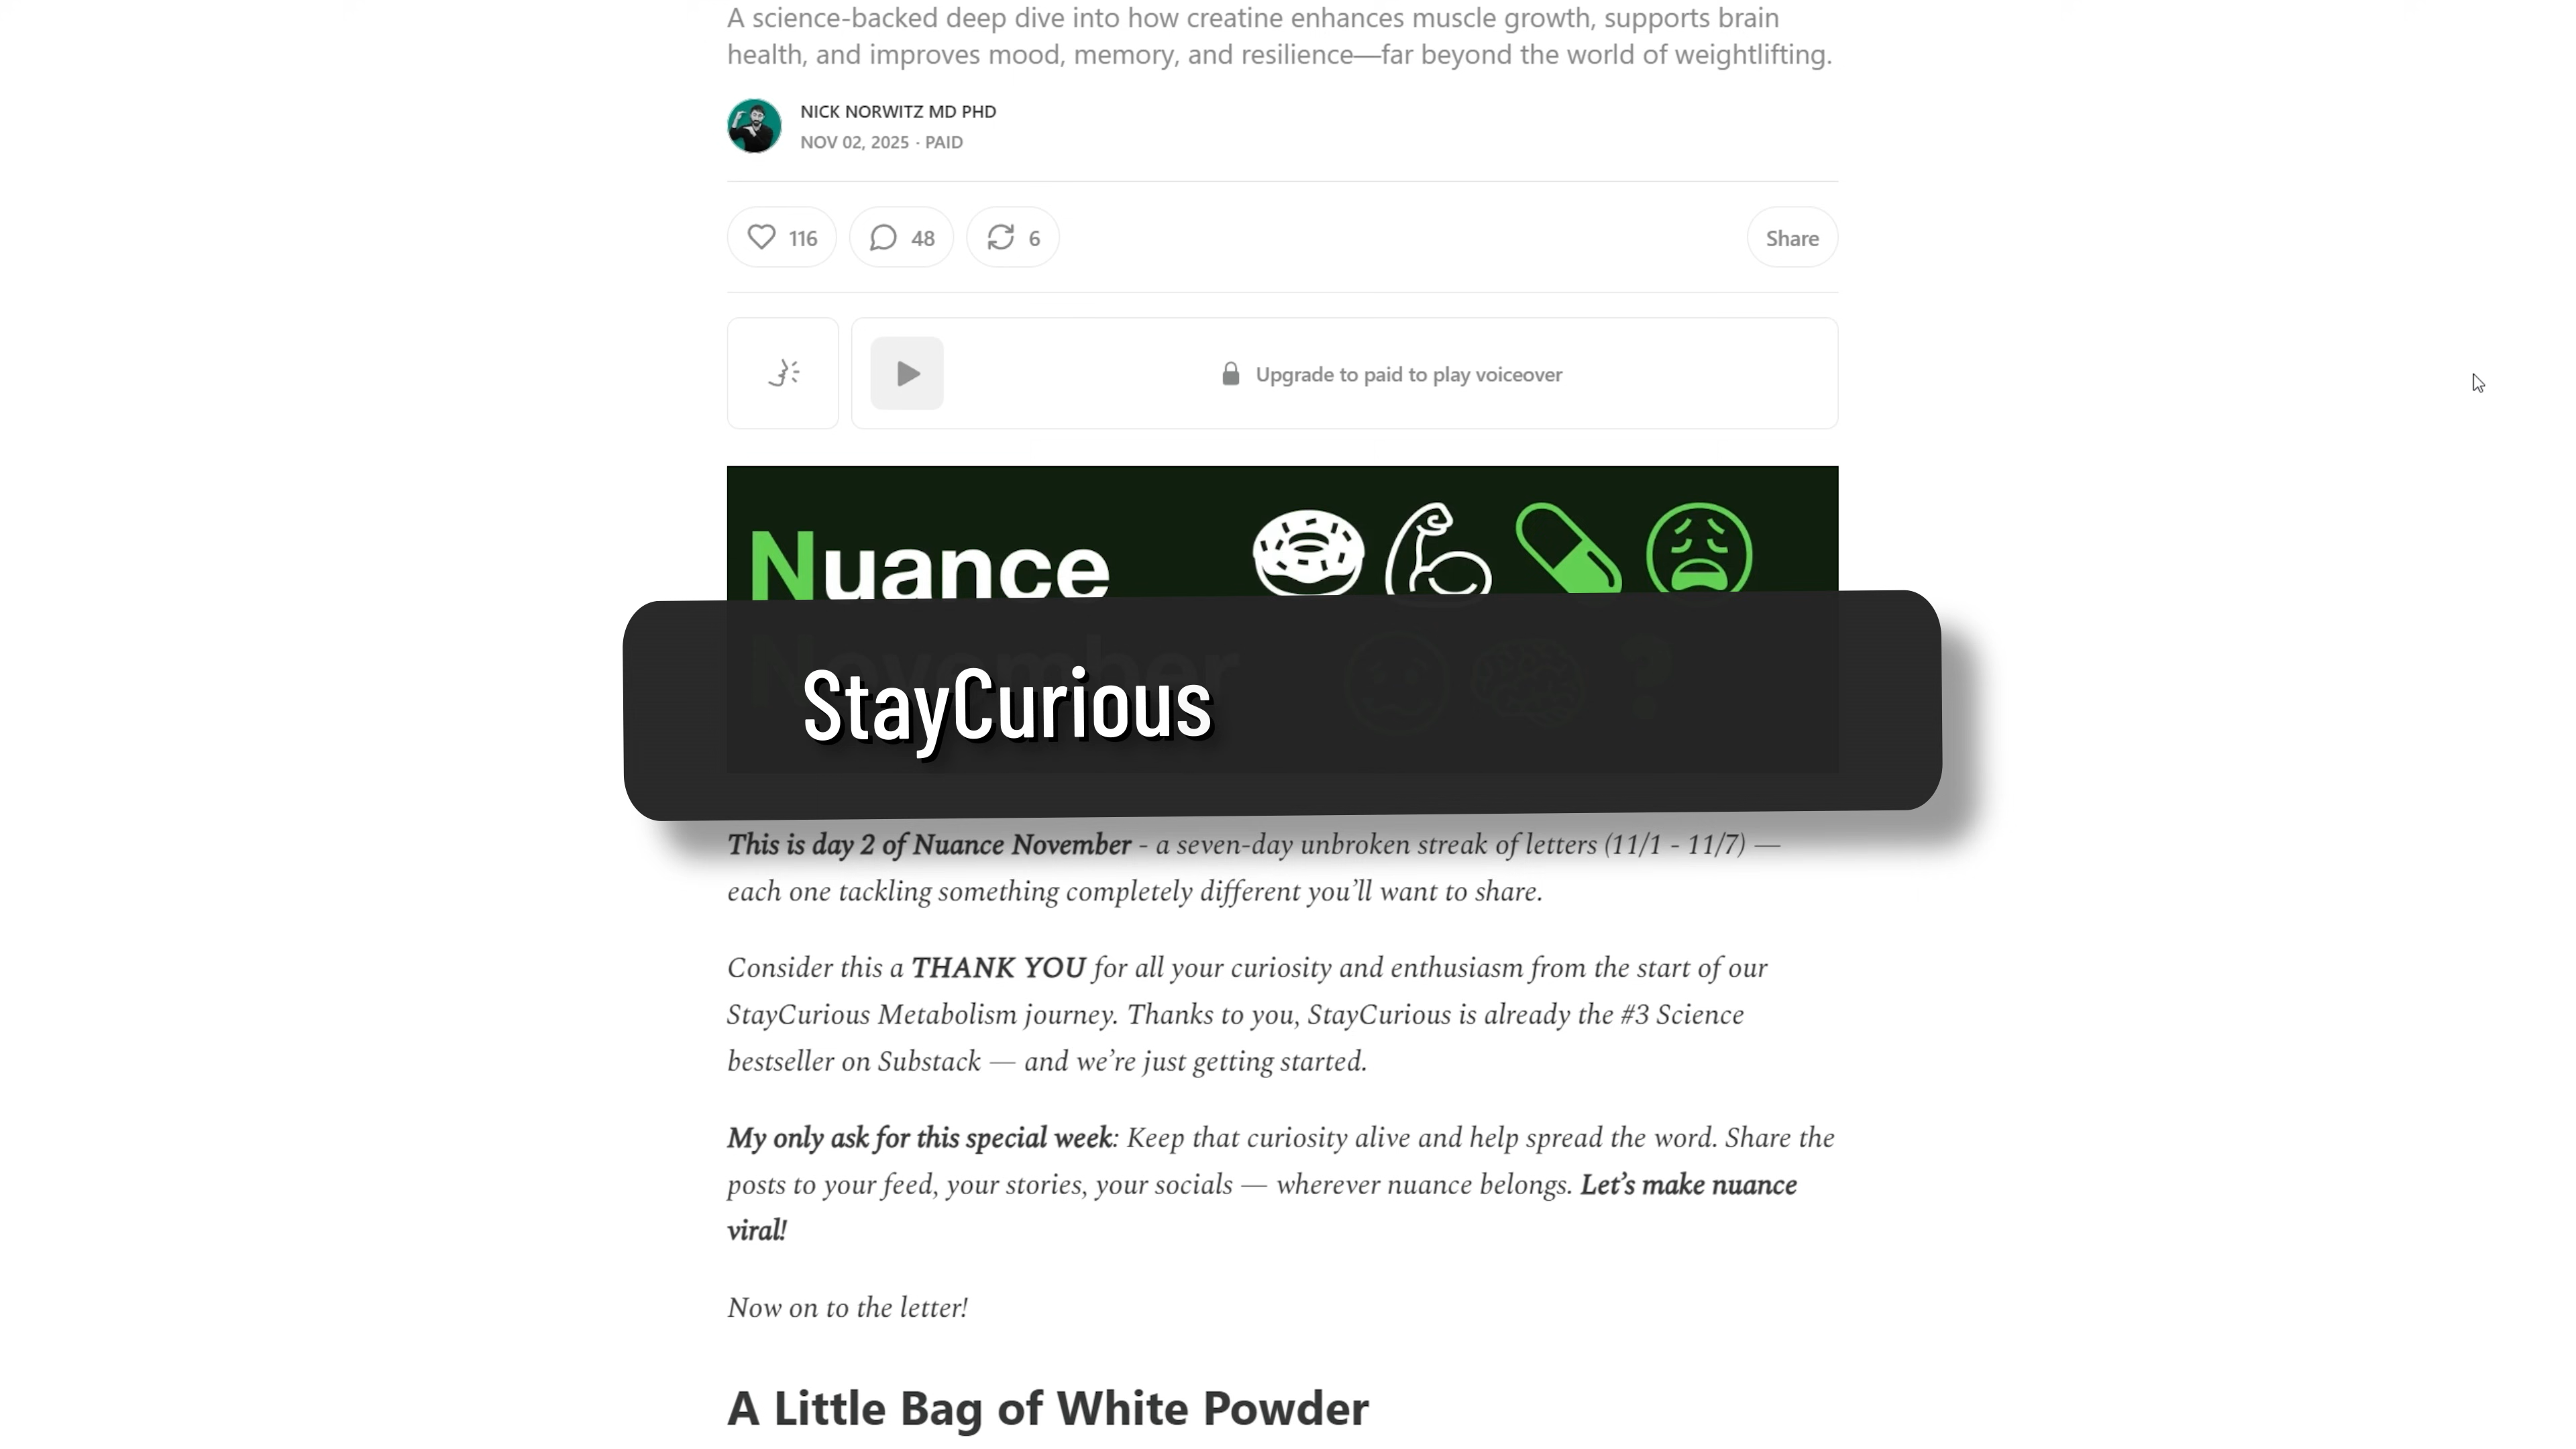 A science-backed deep dive into how creatine enhances muscle growth, supports brain
health, and improves mood, memory, and resilience—far beyond the world of weightlifting.
NICK NORWITZ MD PHD
NOV 02, 2025 · PAID
116
48
6
Share
Upgrade to paid to play voiceover
Nuance
November
StayCurious
This is day 2 of Nuance November - a seven-day unbroken streak of letters (11/1 - 11/7) —
each one tackling something completely different you’ll want to share.
Consider this a THANK YOU for all your curiosity and enthusiasm from the start of our
StayCurious Metabolism journey. Thanks to you, StayCurious is already the #3 Science
bestseller on Substack — and we’re just getting started.
My only ask for this special week: Keep that curiosity alive and help spread the word. Share the
posts to your feed, your stories, your socials — wherever nuance belongs. Let’s make nuance
viral!
Now on to the letter!
A Little Bag of White Powder